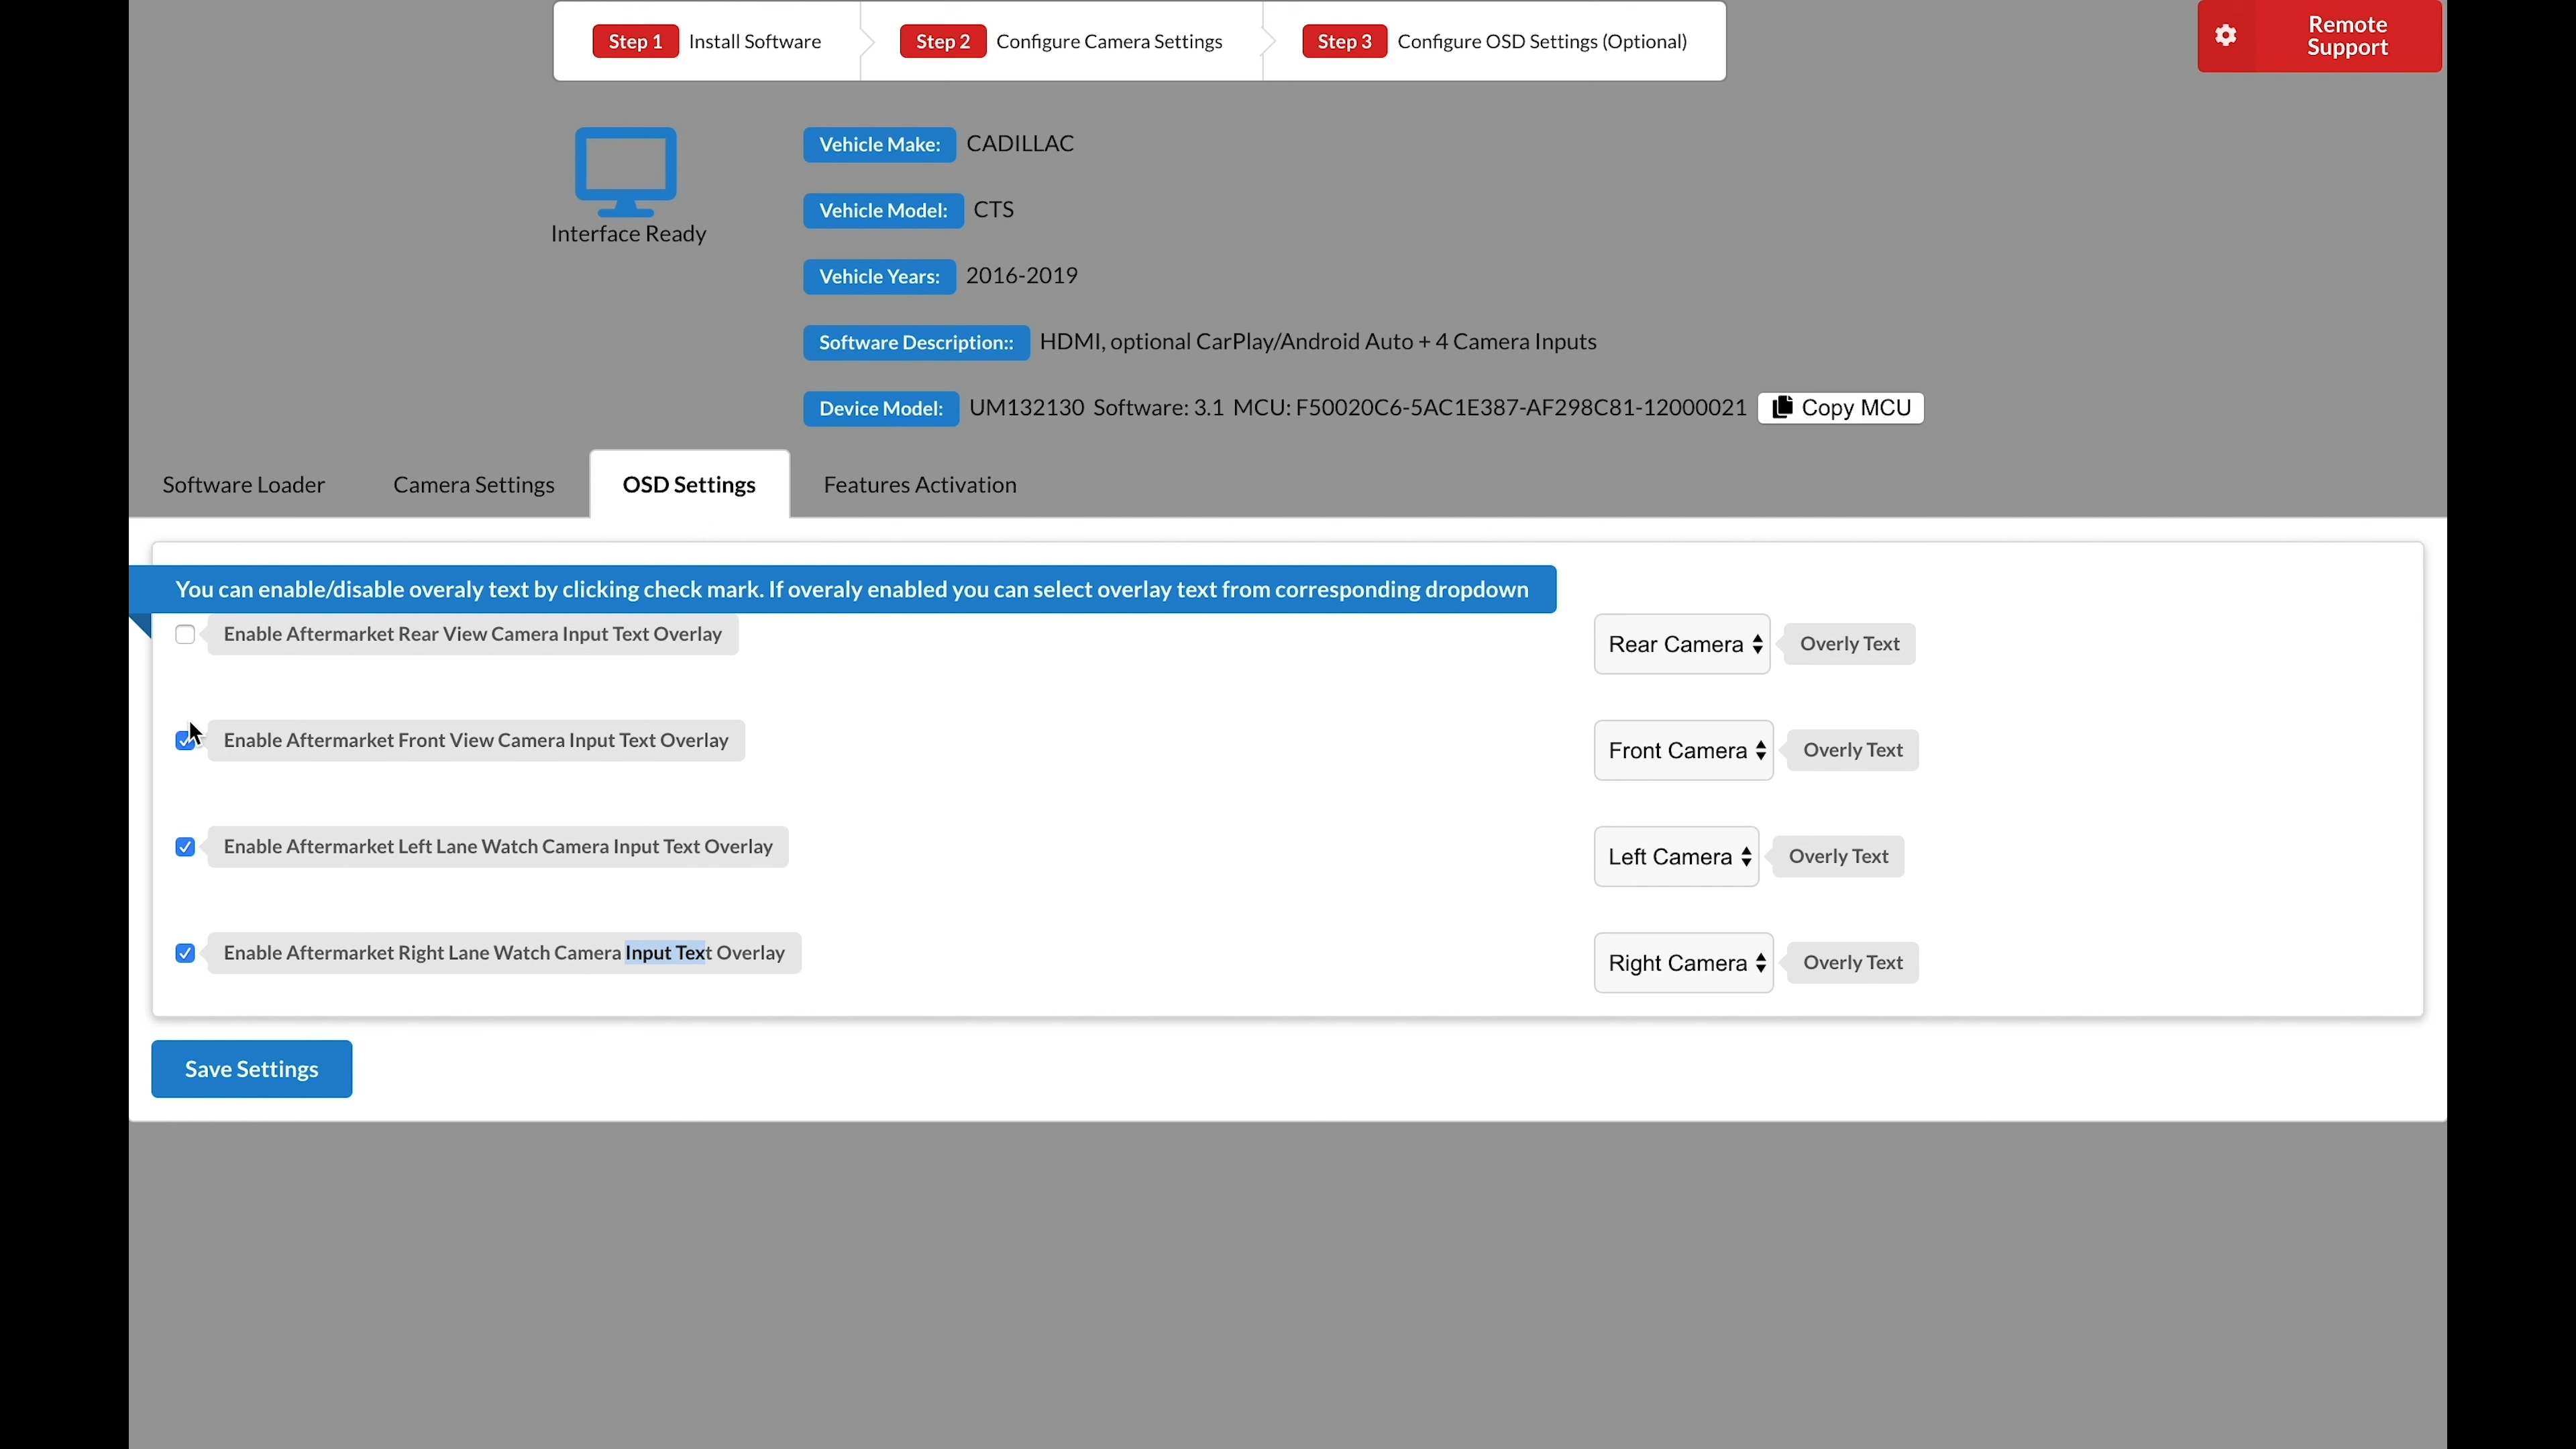 Step 1 Install Software
Step 2 Configure Camera Settings
Step 3 Configure OSD Settings (Optional)
Remote
Support
Interface Ready
Vehicle Make: CADILLAC
Vehicle Model: CTS
Vehicle Years: 2016-2019
Software Description:: HDMI, optional CarPlay/Android Auto + 4 Camera Inputs
Device Model: UM132130 Software: 3.1 MCU: F50020C6-5AC1E387-AF298C81-12000021 Copy MCU
Software Loader Camera Settings OSD Settings Features Activation
You can enable/disable overaly text by clicking check mark. If overaly enabled you can select overlay text from corresponding dropdown
Enable Aftermarket Rear View Camera Input Text Overlay Rear Camera Overly Text
Enable Aftermarket Front View Camera Input Text Overlay Front Camera Overly Text
Enable Aftermarket Left Lane Watch Camera Input Text Overlay Left Camera Overly Text
Enable Aftermarket Right Lane Watch Camera Input Text Overlay Right Camera Overly Text
Save Settings